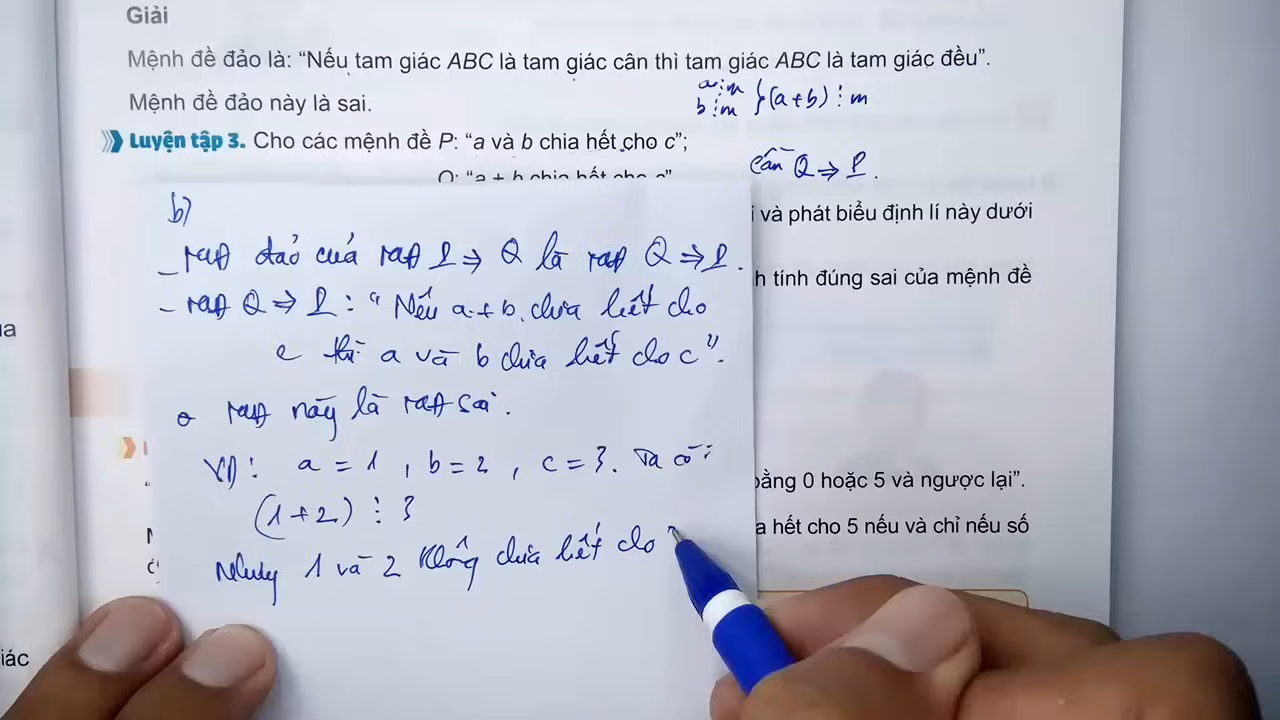 Giải
Mệnh đề đảo là: “Nếu tam giác ABC là tam giác cân thì tam giác ABC là tam giác đều”.
Mệnh đề đảo này là sai.
a ⋮ m
b ⋮ m } (a+b) ⋮ m
Luyện tập 3. Cho các mệnh đề P: “a và b chia hết cho c”;
Q: “a + b chia hết cho c”
Cần Q ⇒ P.
và phát biểu định lí này dưới
h tính đúng sai của mệnh đề
b)
- MĐ đảo của MĐ P ⇒ Q là MĐ Q ⇒ P.
- MĐ Q ⇒ P : “Nếu a + b chia hết cho
c thì a và b chia hết cho c”.
MĐ này là MĐ sai.
VD: a = 1, b = 2, c = 3. Ta có:
(1+2) ⋮ 3
Nhưng 1 và 2 không chia hết cho
bằng 0 hoặc 5 và ngược lại”.
a hết cho 5 nếu và chỉ nếu số
ua
iác